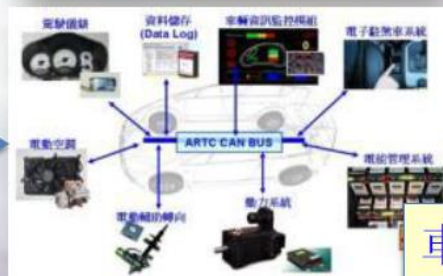 駕駛儀錶
資料儲存
(Data Log)
車輛資訊監控模組
電子駐煞車系統
ARTC CAN BUS
電動空調
電能管理系統
電動輔助轉向
動力系統
車